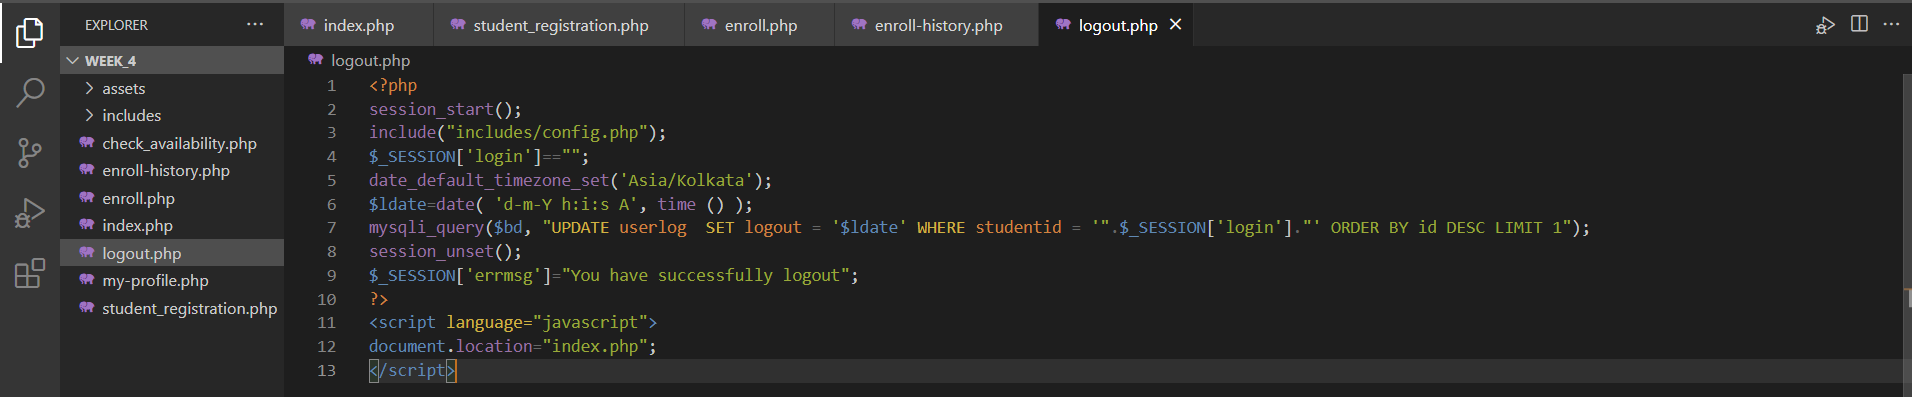 EXPLORER
WEEK_4
assets
includes
check_availability.php
enroll-history.php
enroll.php
index.php
logout.php
my-profile.php
student_registration.php
index.php
student_registration.php
enroll.php
enroll-history.php
logout.php
logout.php
1 <?php
2 session_start();
3 include("includes/config.php");
4 $_SESSION['login']=="";
5 date_default_timezone_set('Asia/Kolkata');
6 $ldate=date( 'd-m-Y h:i:s A', time () );
7 mysqli_query($bd, "UPDATE userlog  SET logout = '$ldate' WHERE studentid = '".$_SESSION['login']."' ORDER BY id DESC LIMIT 1");
8 session_unset();
9 $_SESSION['errmsg']="You have successfully logout";
10 ?>
11 <script language="javascript">
12 document.location="index.php";
13 </script>